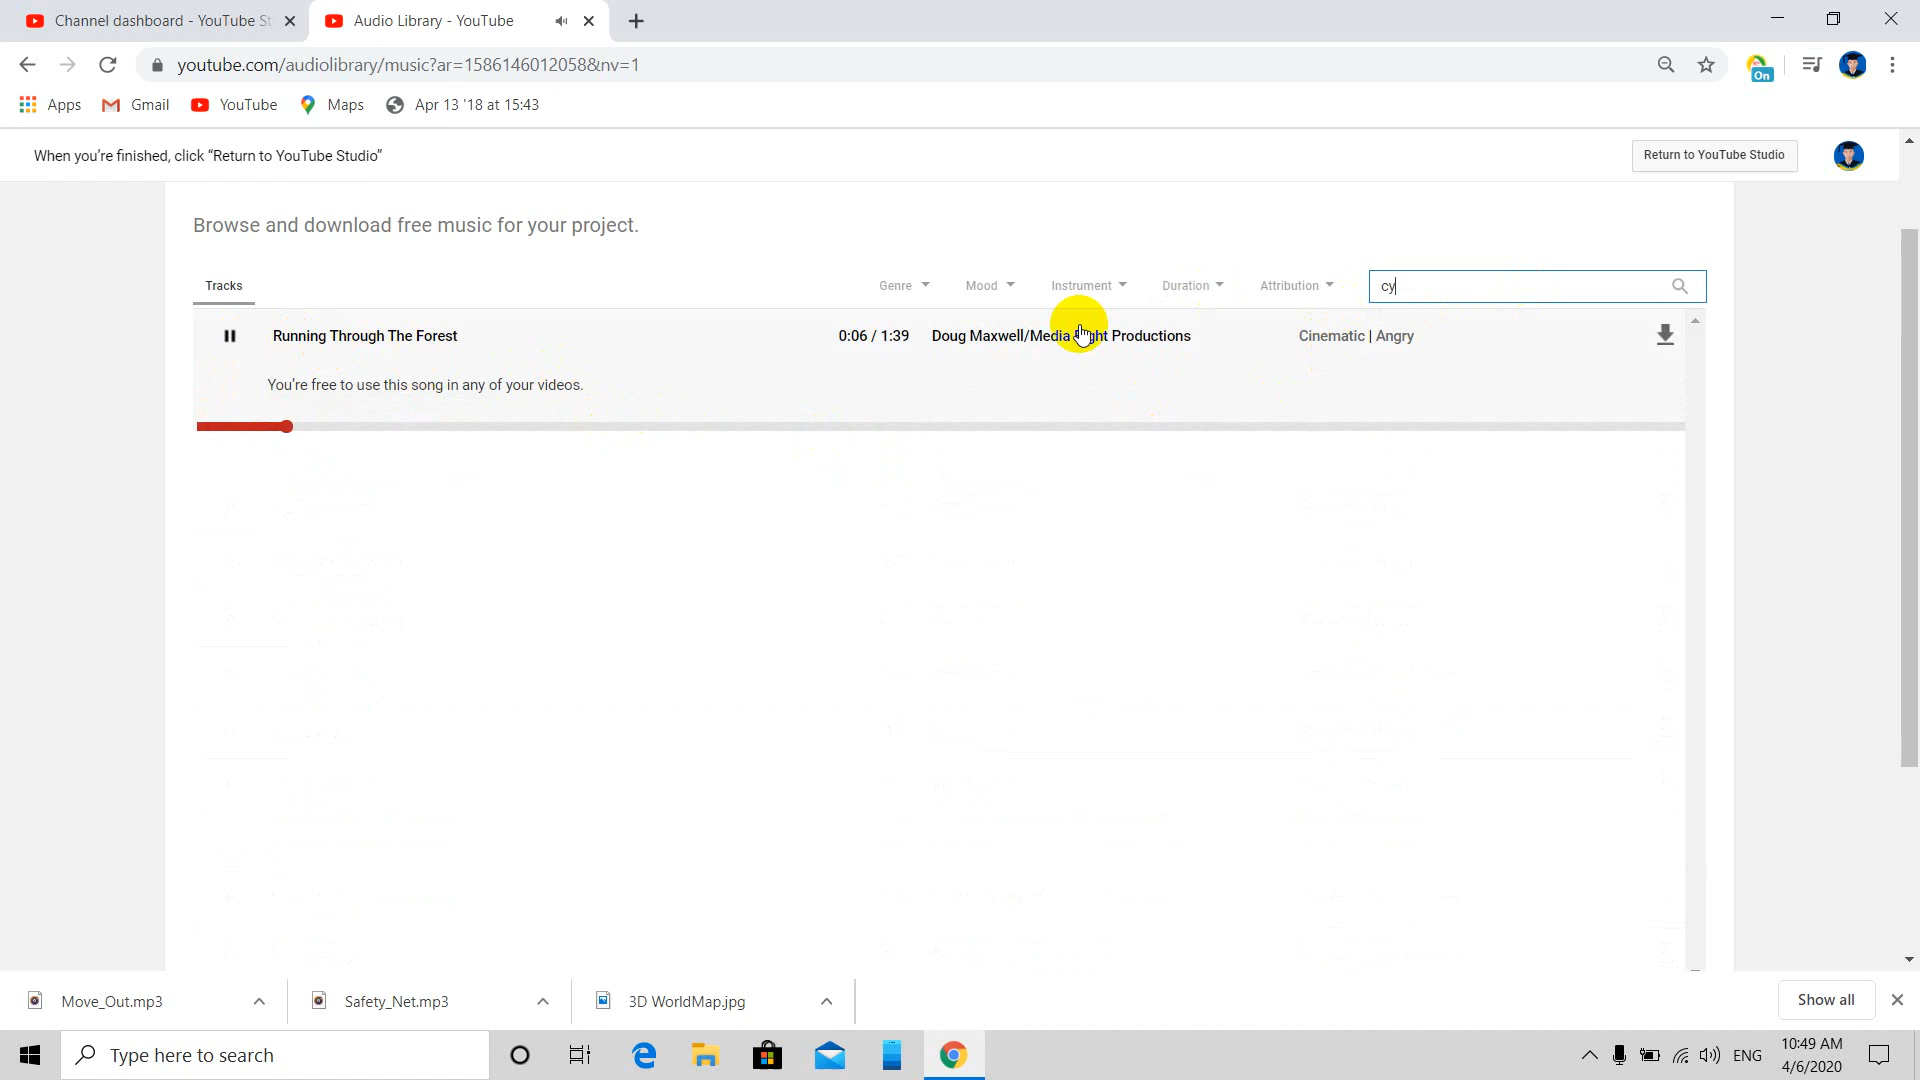 Channel dashboard - YouTube St
Audio Library - YouTube
youtube.com/audiolibrary/music?ar=1586146012058&nv=1
On
Apps
Gmail
YouTube
Maps
Apr 13 '18 at 15:43
When you're finished, click “Return to YouTube Studio”
Return to YouTube Studio
Browse and download free music for your project.
Tracks
Genre
Mood
Instrument
Duration
Attribution
cy
Running Through The Forest
0:06 / 1:39
Doug Maxwell/Media Right Productions
Cinematic | Angry
You're free to use this song in any of your videos.
Move_Out.mp3
Safety_Net.mp3
3D WorldMap.jpg
Show all
Type here to search
ENG
10:49 AM
4/6/2020